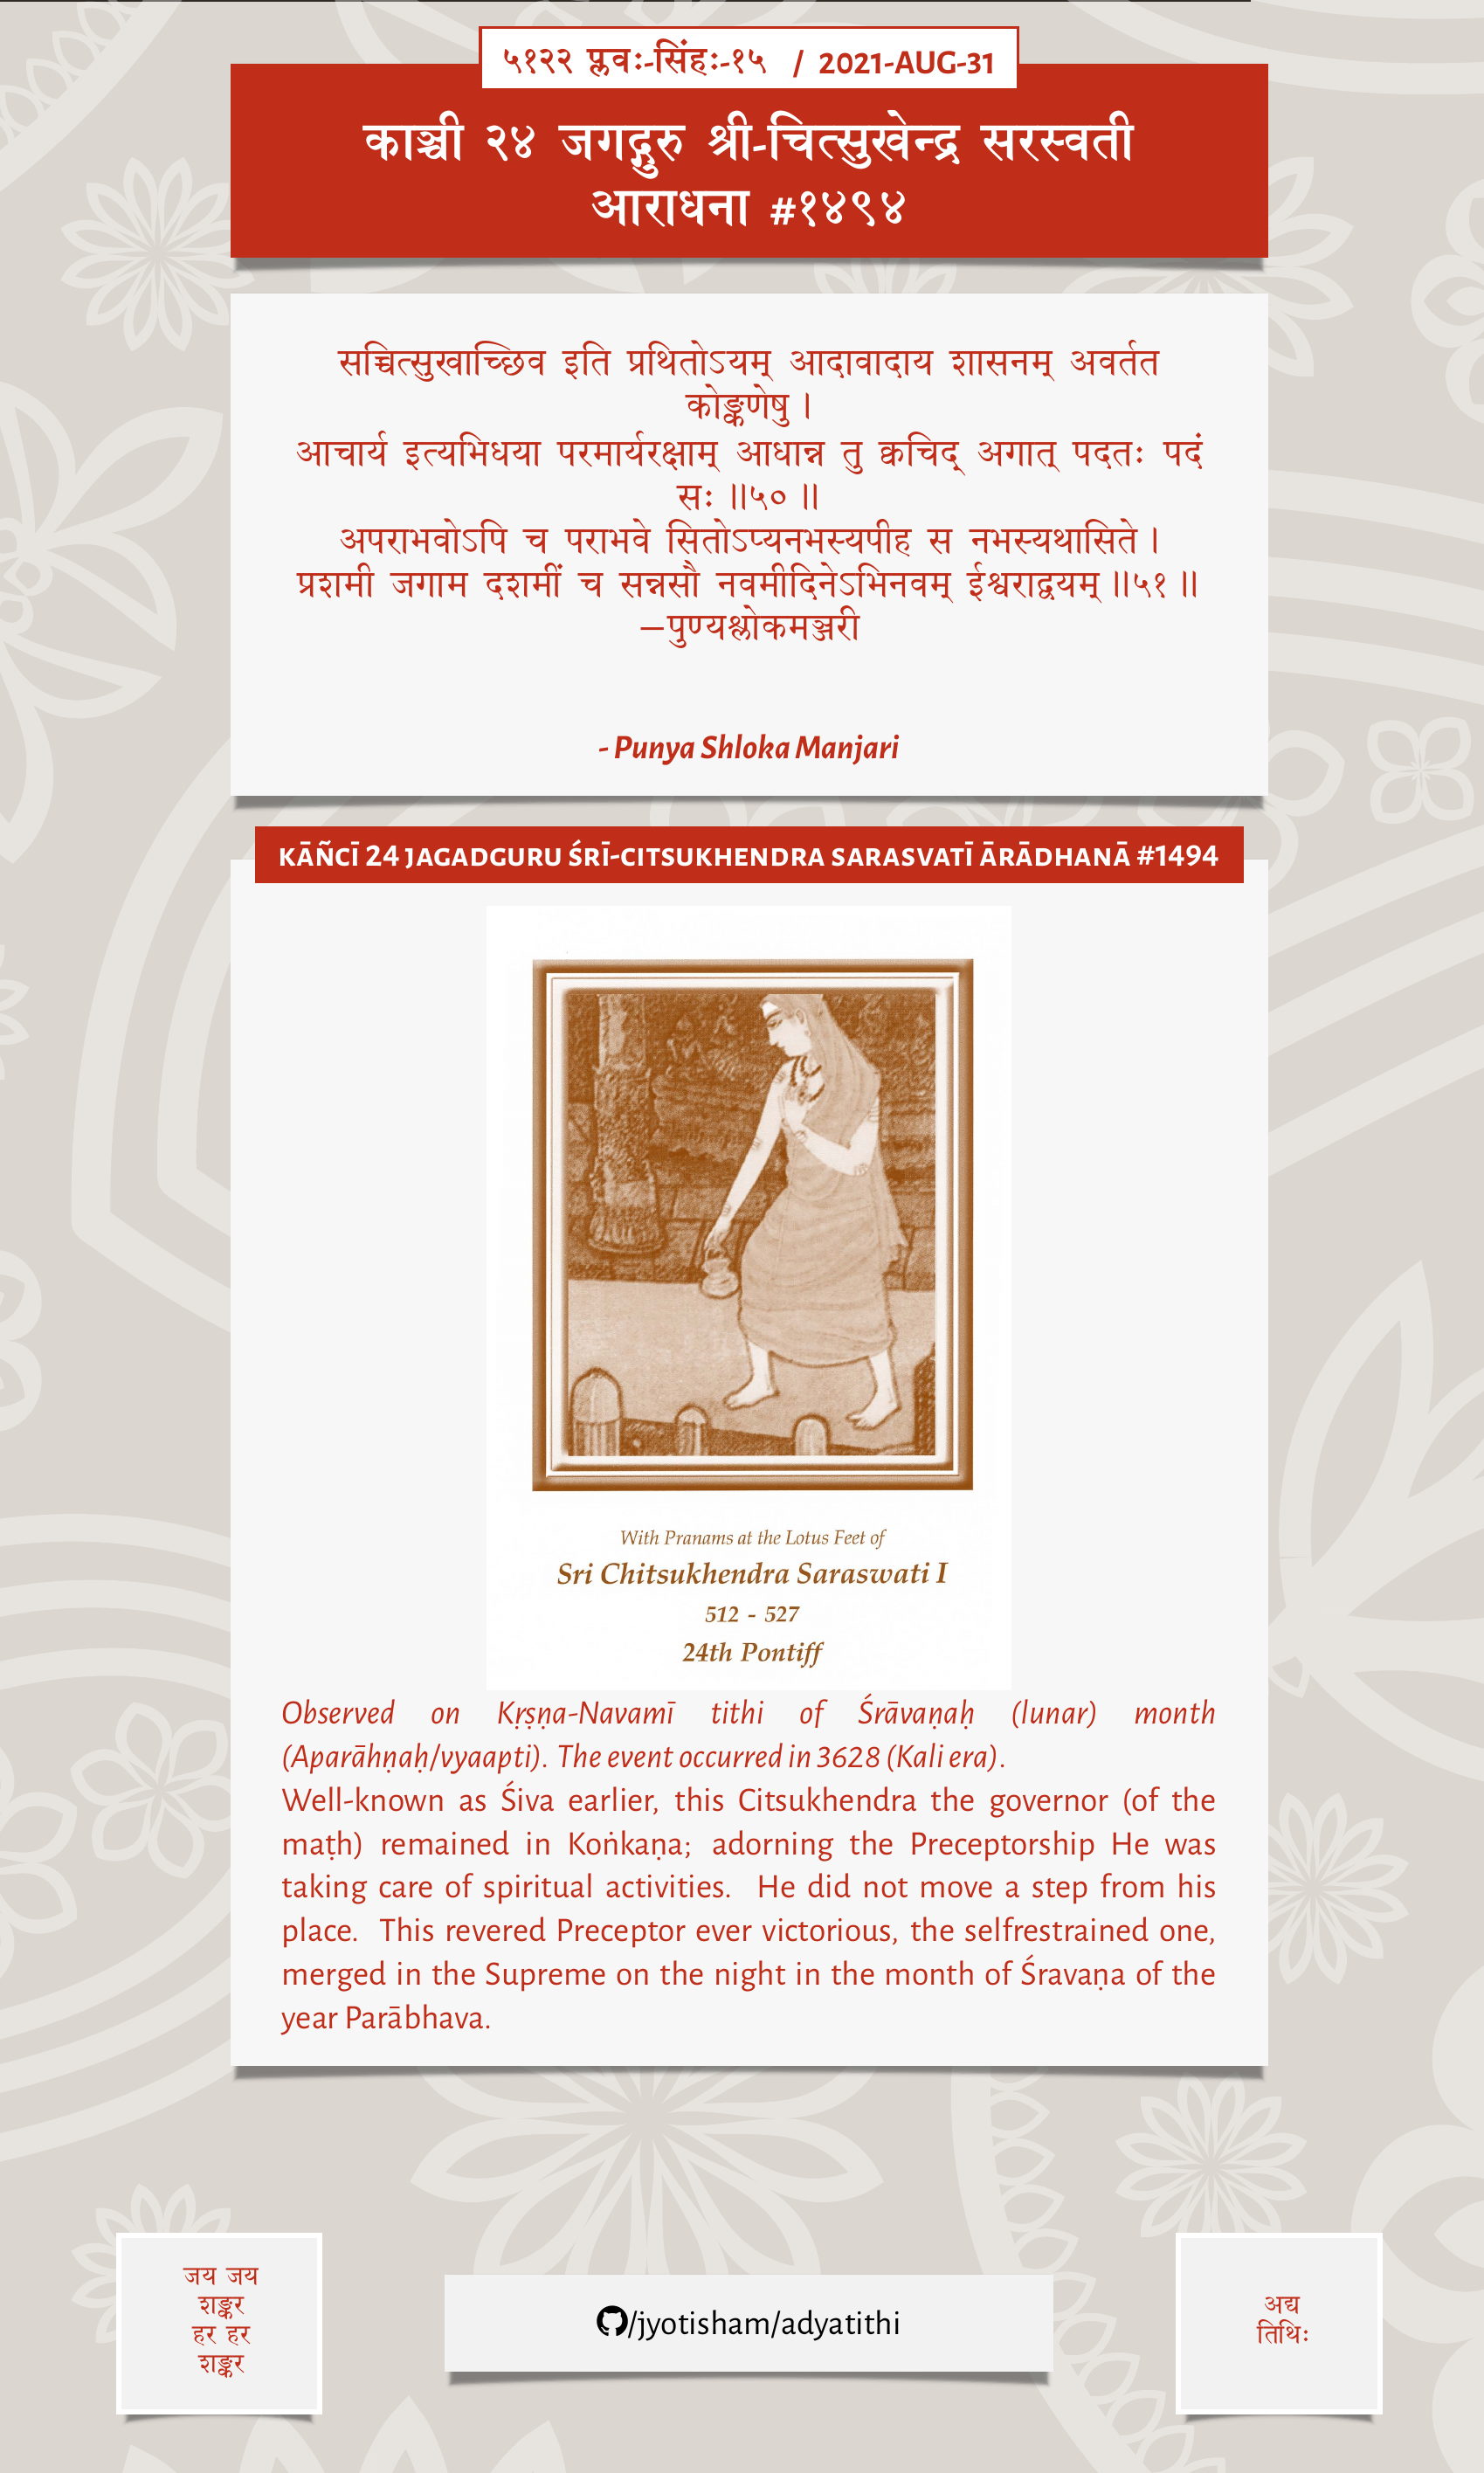 ५१२२ प्लवः-सिंहः-१५ / 2021-AUG-31
काञ्ची २४ जगद्गुरु श्री-चित्सुखेन्द्र सरस्वती
आराधना #१४९४
सच्चित्सुखाच्छिव इति प्रथितोऽयम् आदावादाय शासनम् अवर्तत
कोङ्कणेषु ।
आचार्य इत्यभिधया परमार्यरक्षाम् आधान्न तु क्वचिद् अगात् पदतः पदं
सः ॥५० ॥
अपराभवोऽपि च पराभवे सितोऽप्यनभस्यपीह स नभस्यथासिते ।
प्रशमी जगाम दशमीं च सन्नसौ नवमीदिनेऽभिनवम् ईश्वराद्वयम् ॥५१ ॥
—पुण्यश्लोकमञ्जरी
- Punya Shloka Manjari
KĀÑCĪ 24 JAGADGURU ŚRĪ-CITSUKHENDRA SARASVATĪ ĀRĀDHANĀ #1494
With Pranams at the Lotus Feet of
Sri Chitsukhendra Saraswati I
512 - 527
24th Pontiff
Observed on Kṛṣṇa-Navamī tithi of Śrāvaṇaḥ (lunar) month
(Aparāhṇaḥ/vyaapti). The event occurred in 3628 (Kali era).
Well-known as Śiva earlier, this Citsukhendra the governor (of the
maṭh) remained in Koṅkaṇa; adorning the Preceptorship He was
taking care of spiritual activities. He did not move a step from his
place. This revered Preceptor ever victorious, the selfrestrained one,
merged in the Supreme on the night in the month of Śravaṇa of the
year Parābhava.
जय जय
शङ्कर
हर हर
शङ्कर
/jyotisham/adyatithi
अद्य
तिथिः